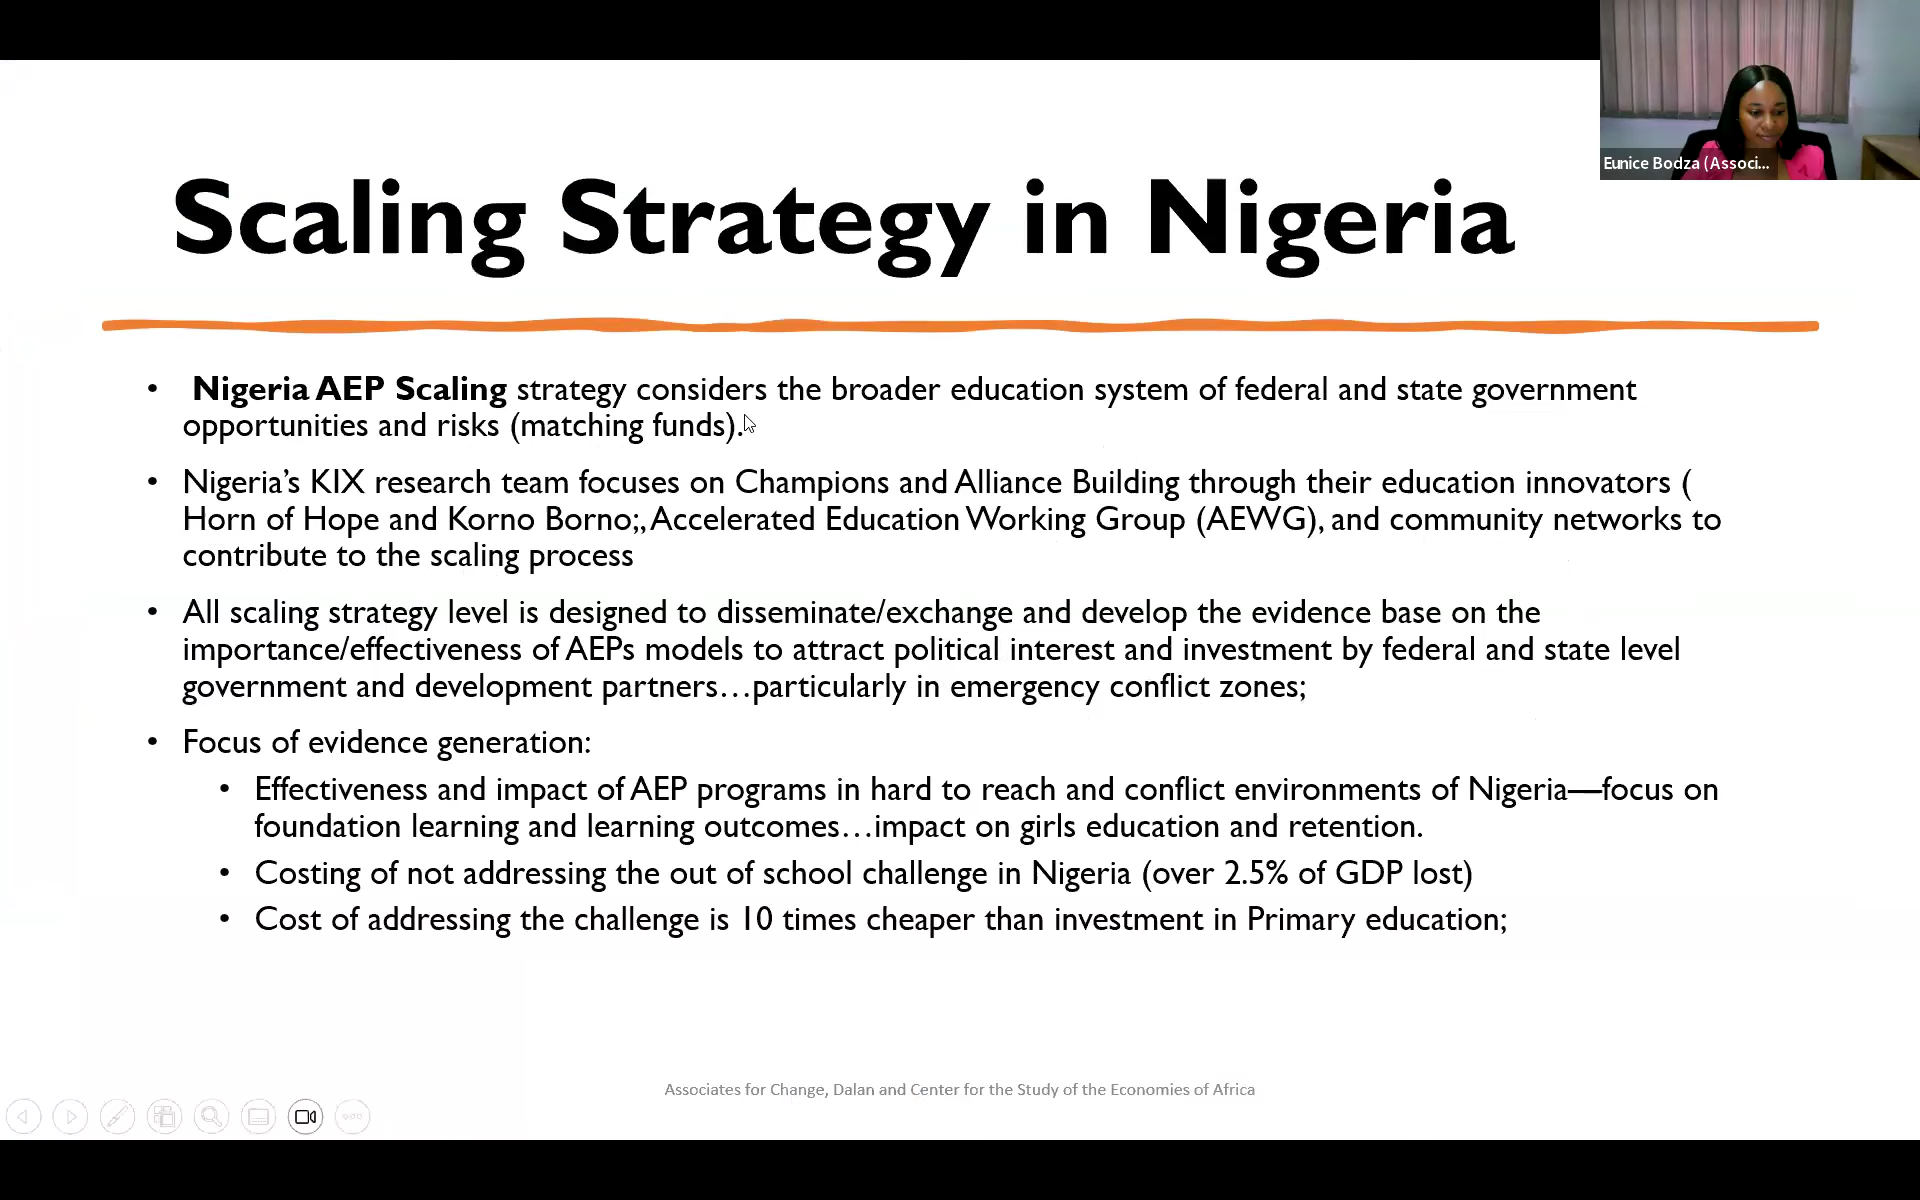 Eunice Bodza (Associ...
Scaling Strategy in Nigeria
• Nigeria AEP Scaling strategy considers the broader education system of federal and state government
opportunities and risks (matching funds).
• Nigeria's KIX research team focuses on Champions and Alliance Building through their education innovators (
Horn of Hope and Korno Borno;, Accelerated Education Working Group (AEWG), and community networks to
contribute to the scaling process
• All scaling strategy level is designed to disseminate/exchange and develop the evidence base on the
importance/effectiveness of AEPs models to attract political interest and investment by federal and state level
government and development partners…particularly in emergency conflict zones;
• Focus of evidence generation:
• Effectiveness and impact of AEP programs in hard to reach and conflict environments of Nigeria—focus on
foundation learning and learning outcomes…impact on girls education and retention.
• Costing of not addressing the out of school challenge in Nigeria (over 2.5% of GDP lost)
• Cost of addressing the challenge is 10 times cheaper than investment in Primary education;
Associates for Change, Dalan and Center for the Study of the Economies of Africa